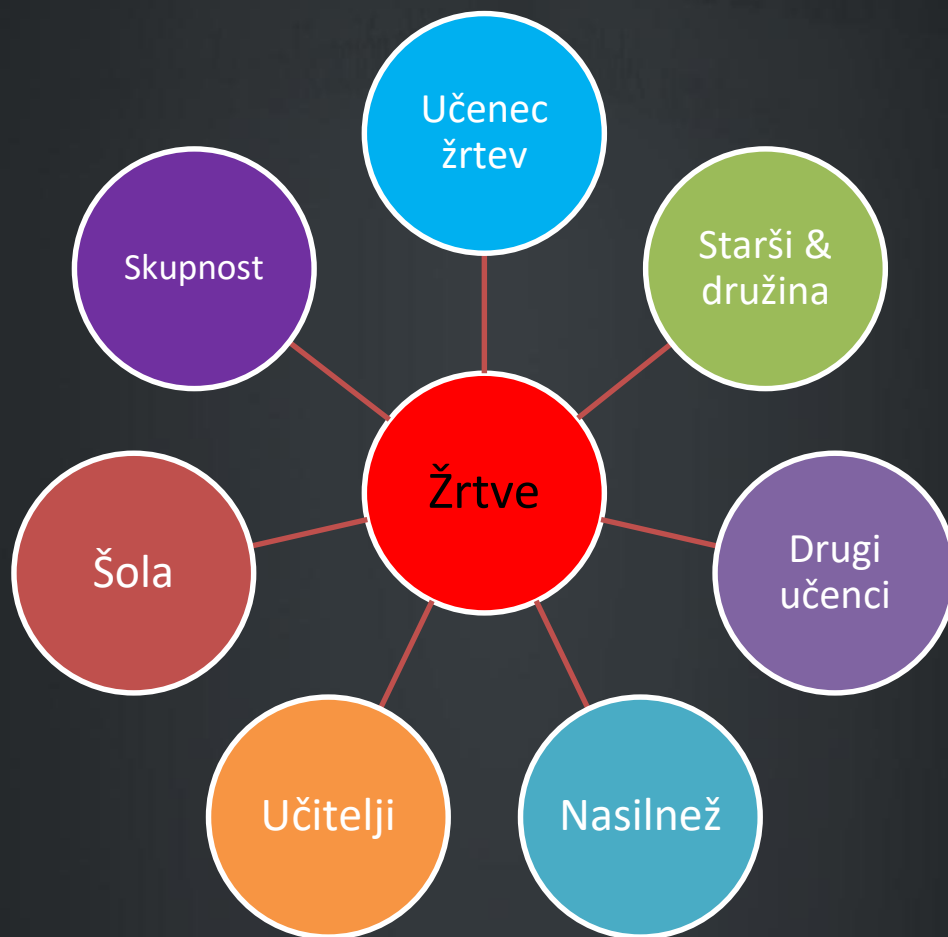 Učenec
žrtev
Starši &
družina
Drugi
učenci
Nasilnež
Učitelji
Šola
Skupnost
Žrtve